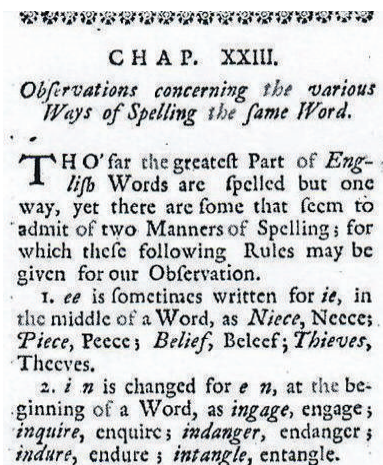 CHAP. XXIII.
Obſervations concerning the various
Ways of Spelling the ſame Word.
THO' far the greateſt Part of Eng-
liſh Words are ſpelled but one
way, yet there are ſome that ſeem to
admit of two Manners of Spelling; for
which theſe following Rules may be
given for our Obſervation.
1. ee is ſometimes written for ie, in
the middle of a Word, as Niece, Neece;
Piece, Peece; Belief, Beleef; Thieves,
Theeves.
2. i n is changed for e n, at the be-
ginning of a Word, as ingage, engage;
inquire, enquire; indanger, endanger;
indure, endure; intangle, entangle.